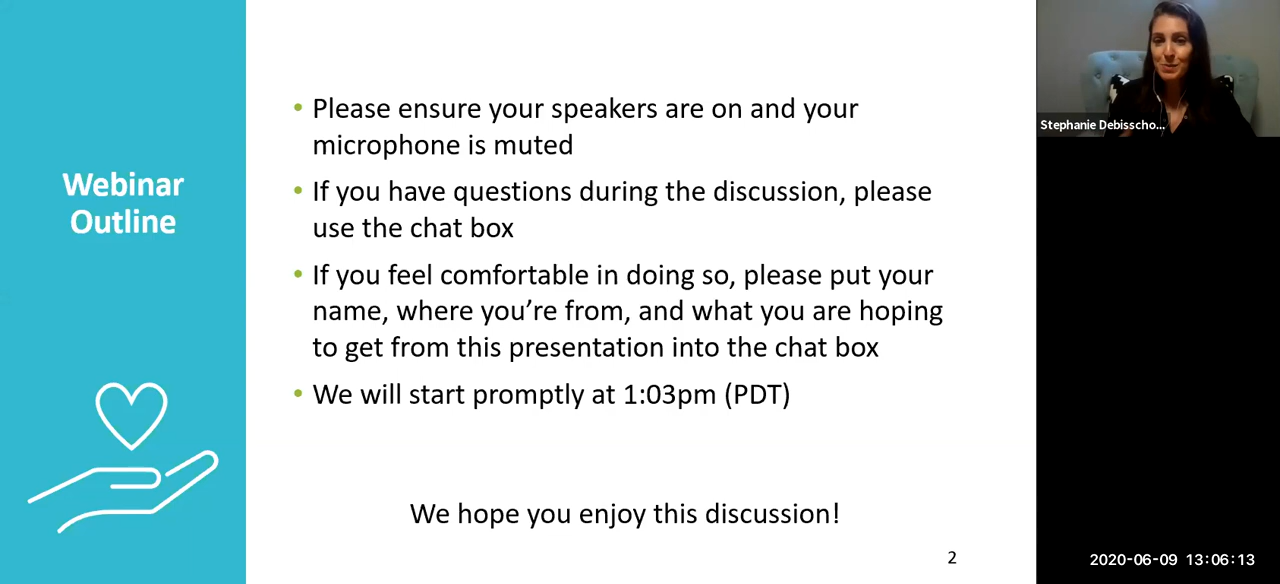 Webinar
Outline
• Please ensure your speakers are on and your
microphone is muted
• If you have questions during the discussion, please
use the chat box
• If you feel comfortable in doing so, please put your
name, where you’re from, and what you are hoping
to get from this presentation into the chat box
• We will start promptly at 1:03pm (PDT)
We hope you enjoy this discussion!
2
Stephanie Debisscho...
2020-06-09 13:06:13